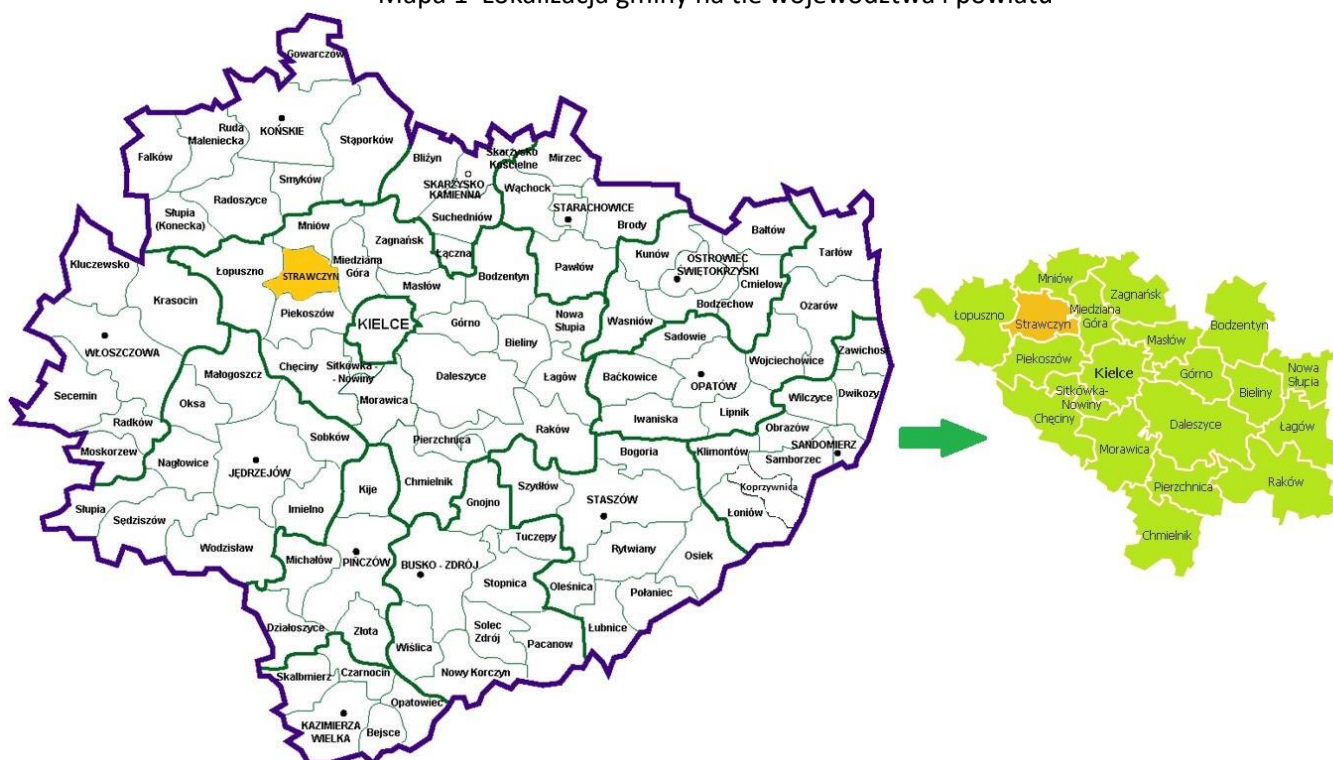 Mapa 1 Lokalizacja gminy na tle województwa i powiatu
Gowarczów
KOŃSKIE
Ruda
Maleniecka
Stąporków
Fałków
Smyków
Radoszyce
Słupia
(Konecka)
Bliżyn
Skarżysko
Kościelne
Mirzec
SKARŻYSKO
KAMIENNA
Wąchock
STARACHOWICE
Suchedniów
Brody
Mniów
Zagnańsk
Łączna
Miedziana
Góra
Łopuszno
STRAWCZYN
Bodzentyn
Pawłów
Kunów
Bałtów
OSTROWIEC
ŚWIĘTOKRZYSKI
Tarłów
Cmielow
Bodzechow
Ożarów
Kluczewsko
Krasocin
Masłów
Piekoszów
KIELCE
Górno
Nowa
Słupia
Wasniów
Sadowie
Bieliny
WŁOSZCZOWA
Wojciechowice
Zawichost
Małogoszcz
Chęciny
Sitkówka -
- Nowiny
Daleszyce
Łagów
Baćkowice
OPATÓW
Dwikozy
Wilczyce
Secemin
Oksa
Morawica
Iwaniska
Lipnik
Obrazów
Radków
Sobków
Pierzchnica
Raków
Klimontów
SANDOMIERZ
Moskorzew
Nagłowice
JĘDRZEJÓW
Bogoria
Samborzec
Kije
Chmielnik
Gnojno
Szydłów
STASZÓW
Koprzywnica
Łoniów
Słupia
Sędziszów
Imielno
Wodzisław
Tuczępy
Rytwiany
Osiek
Michałów
PIŃCZÓW
BUSKO - ZDRÓJ
Stopnica
Oleśnica
Połaniec
Działoszyce
Złota
Wiślica
Solec
Zdrój
Pacanow
Łubnice
Skalbmierz
Czarnocin
Nowy Korczyn
Opatowiec
KAZIMIERZA
WIELKA
Bejsce
Mniów
Zagnańsk
Łopuszno
Strawczyn
Miedziana
Góra
Bodzentyn
Masłów
Piekoszów
Kielce
Górno
Nowa
Słupia
Sitkówka-
Nowiny
Bieliny
Chęciny
Daleszyce
Łagów
Morawica
Pierzchnica
Raków
Chmielnik